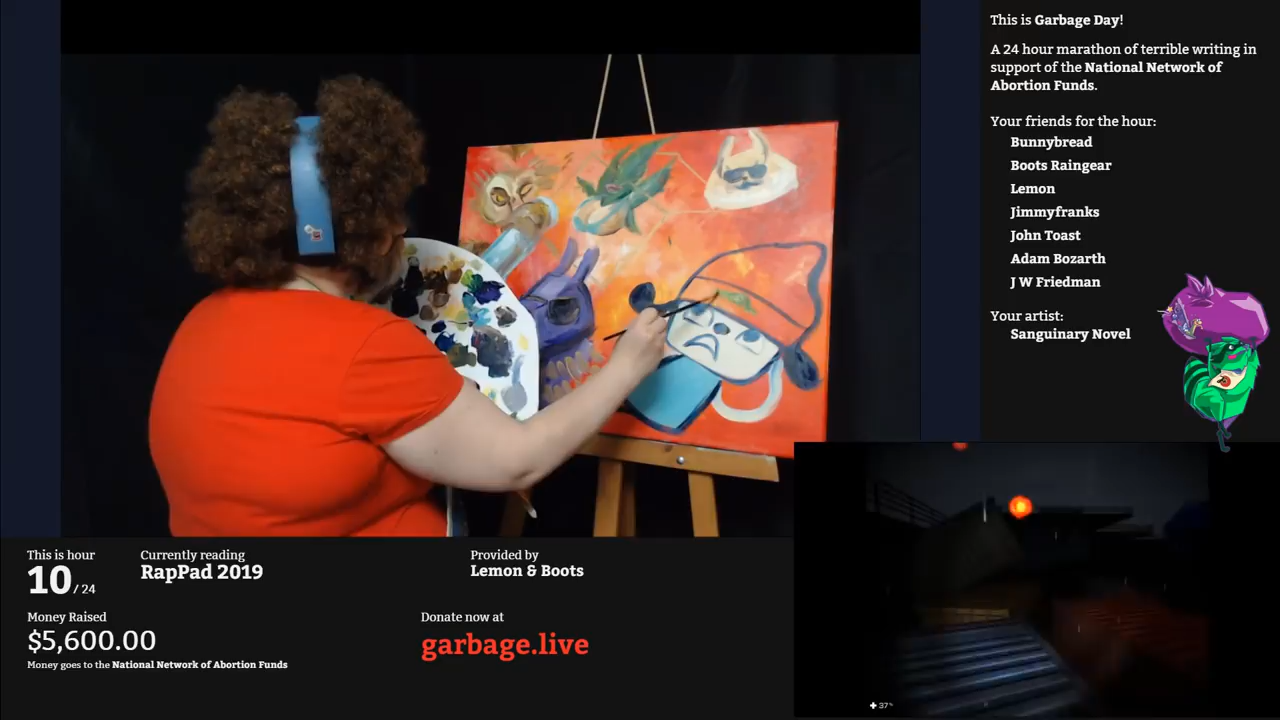 This is Garbage Day!
A 24 hour marathon of terrible writing in
support of the National Network of
Abortion Funds.
Your friends for the hour:
Bunnybread
Boots Raingear
Lemon
Jimmyfranks
John Toast
Adam Bozarth
J W Friedman
Your artist:
Sanguinary Novel
This is hour
10 / 24
Currently reading
RapPad 2019
Provided by
Lemon & Boots
Money Raised
$5,600.00
Money goes to the National Network of Abortion Funds
Donate now at
garbage.live
37%